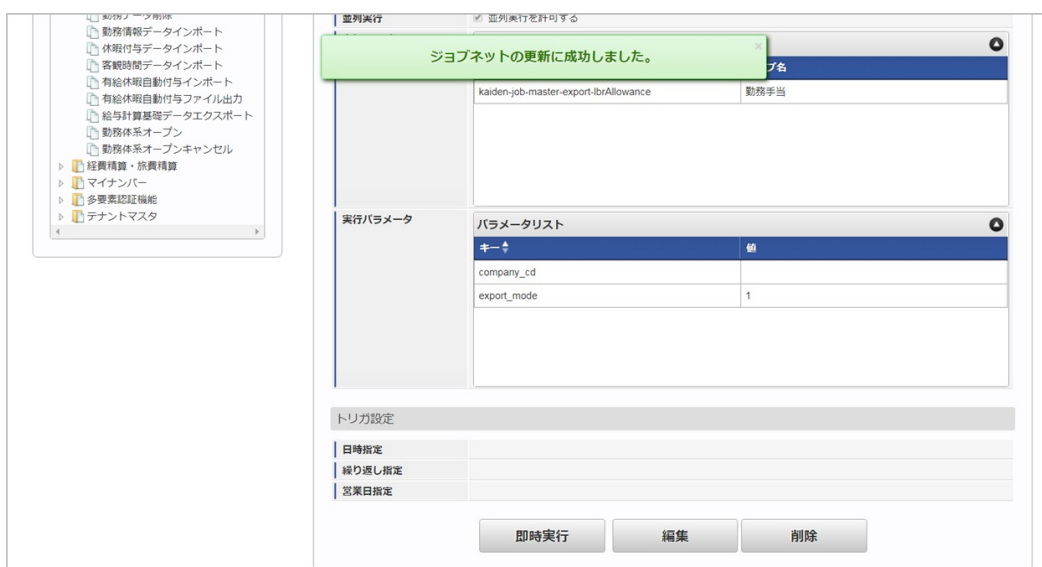 勤務データ削除
勤務情報データインポート
休暇付与データインポート
客観時間データインポート
有給休暇自動付与インポート
有給休暇自動付与ファイル出力
給与計算基礎データエクスポート
勤務体系オープン
勤務体系オープンキャンセル
経費精算・旅費精算
マイナンバー
多要素認証機能
テナントマスタ
並列実行
並列実行を許可する
ジョブネットの更新に成功しました。
ブ名
kaiden-job-master-export-lbrAllowance
勤務手当
実行パラメータ
パラメータリスト
キー
値
company_cd
export_mode
1
トリガ設定
日時指定
繰り返し指定
営業日指定
即時実行
編集
削除